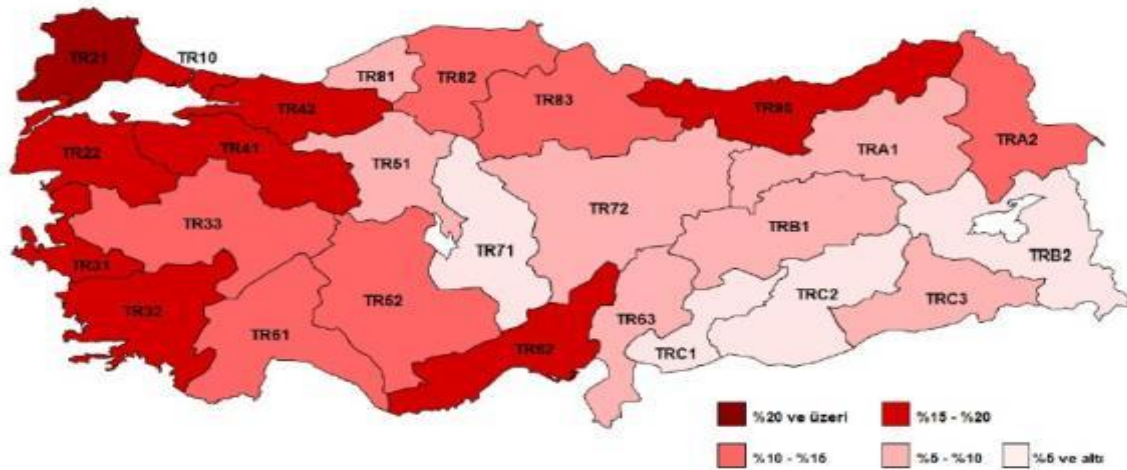 TR21
TR10
TR81
TR82
TR42
TR83
TR90
TR22
TR41
TR51
TRA1
TRA2
TR33
TR72
TRB1
TR71
TRB2
TR31
TR32
TR52
TRC2
TRC3
TR61
TR62
TR63
TRC1
%20 ve üzeri
%15 - %20
%10 - %15
%5 - %10
%5 ve altı